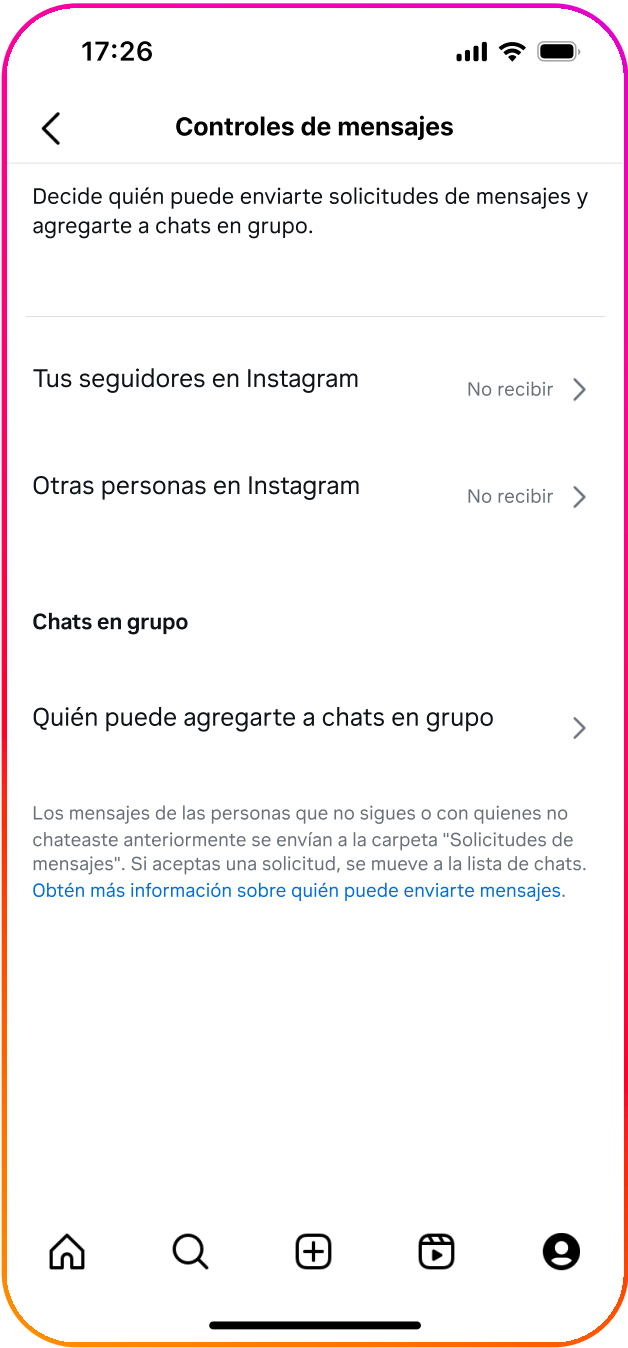 17:26
Controles de mensajes
Decide quién puede enviarte solicitudes de mensajes y
agregarte a chats en grupo.
Tus seguidores en Instagram
No recibir
Otras personas en Instagram
No recibir
Chats en grupo
Quién puede agregarte a chats en grupo
Los mensajes de las personas que no sigues o con quienes no
chateaste anteriormente se envían a la carpeta "Solicitudes de
mensajes". Si aceptas una solicitud, se mueve a la lista de chats.
Obtén más información sobre quién puede enviarte mensajes.